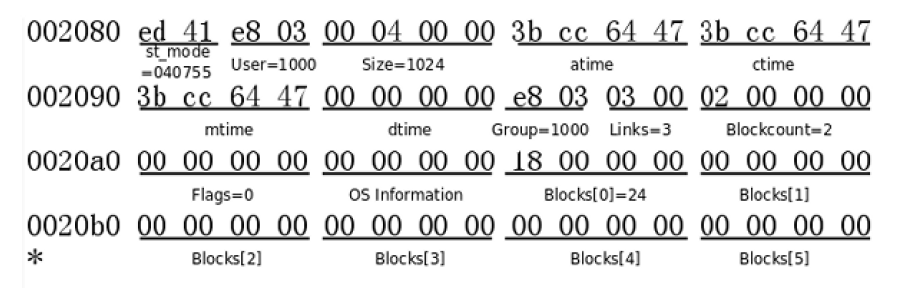 002080 ed 41 e8 03 00 04 00 00 3b cc 64 47 3b cc 64 47
st_mode
=040755 User=1000 Size=1024 atime ctime
002090 3b cc 64 47 00 00 00 00 e8 03 03 00 02 00 00 00
mtime dtime Group=1000 Links=3 Blockcount=2
0020a0 00 00 00 00 00 00 00 00 18 00 00 00 00 00 00 00
Flags=0 OS Information Blocks[0]=24 Blocks[1]
0020b0 00 00 00 00 00 00 00 00 00 00 00 00 00 00 00 00
* Blocks[2] Blocks[3] Blocks[4] Blocks[5]